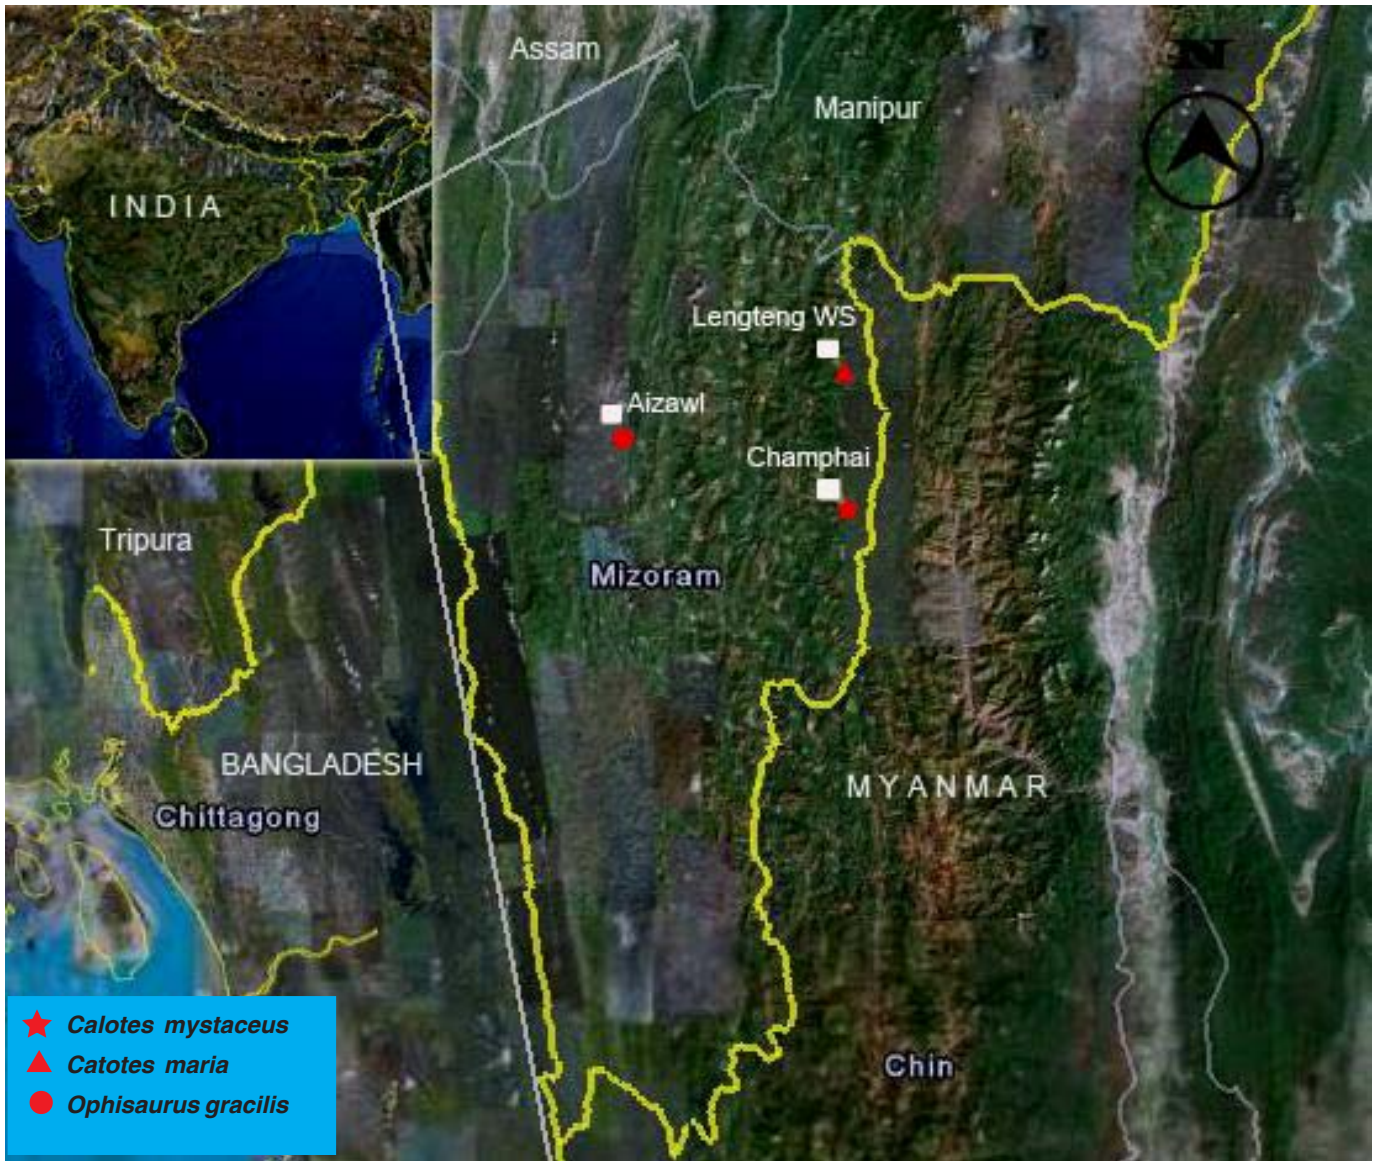 Assam
N
Manipur
INDIA
Lengteng WS
Aizawl
Champhai
Tripura
Mizoram
BANGLADESH
MYANMAR
Chittagong
Calotes mystaceus
Catotes maria
Ophisaurus gracilis
Chin